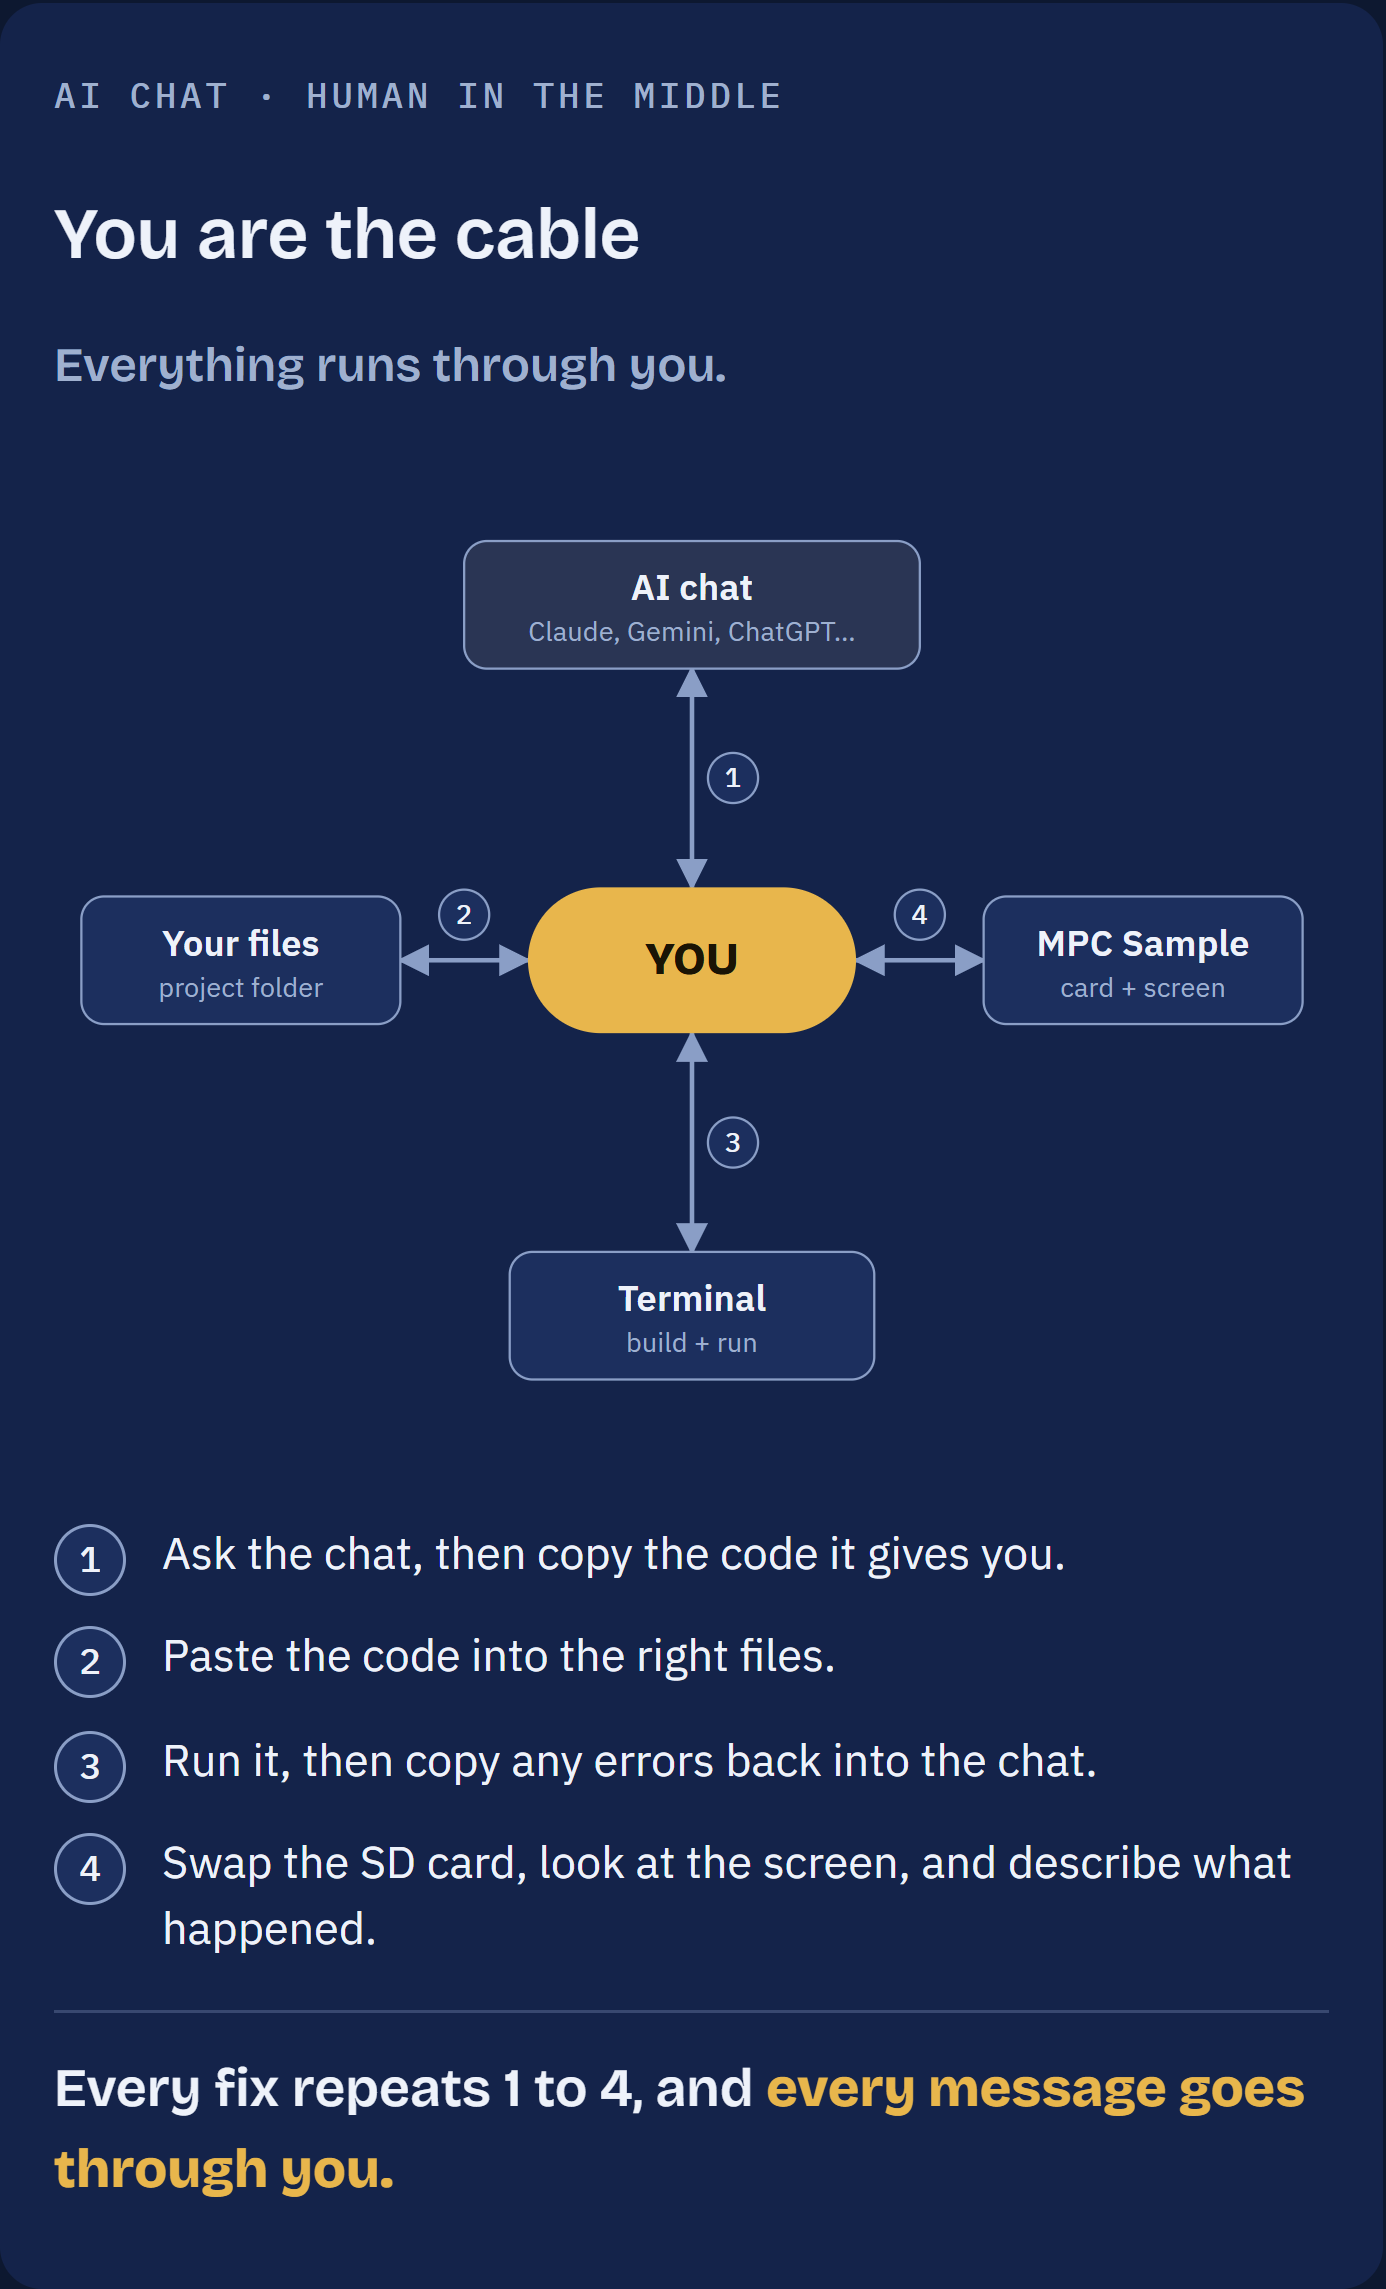 AI CHAT · HUMAN IN THE MIDDLE
You are the cable
Everything runs through you.
AI chat
Claude, Gemini, ChatGPT...
1
Your files
project folder
2
YOU
4
MPC Sample
card + screen
3
Terminal
build + run
1 Ask the chat, then copy the code it gives you.
2 Paste the code into the right files.
3 Run it, then copy any errors back into the chat.
4 Swap the SD card, look at the screen, and describe what
happened.
Every fix repeats 1 to 4, and every message goes
through you.